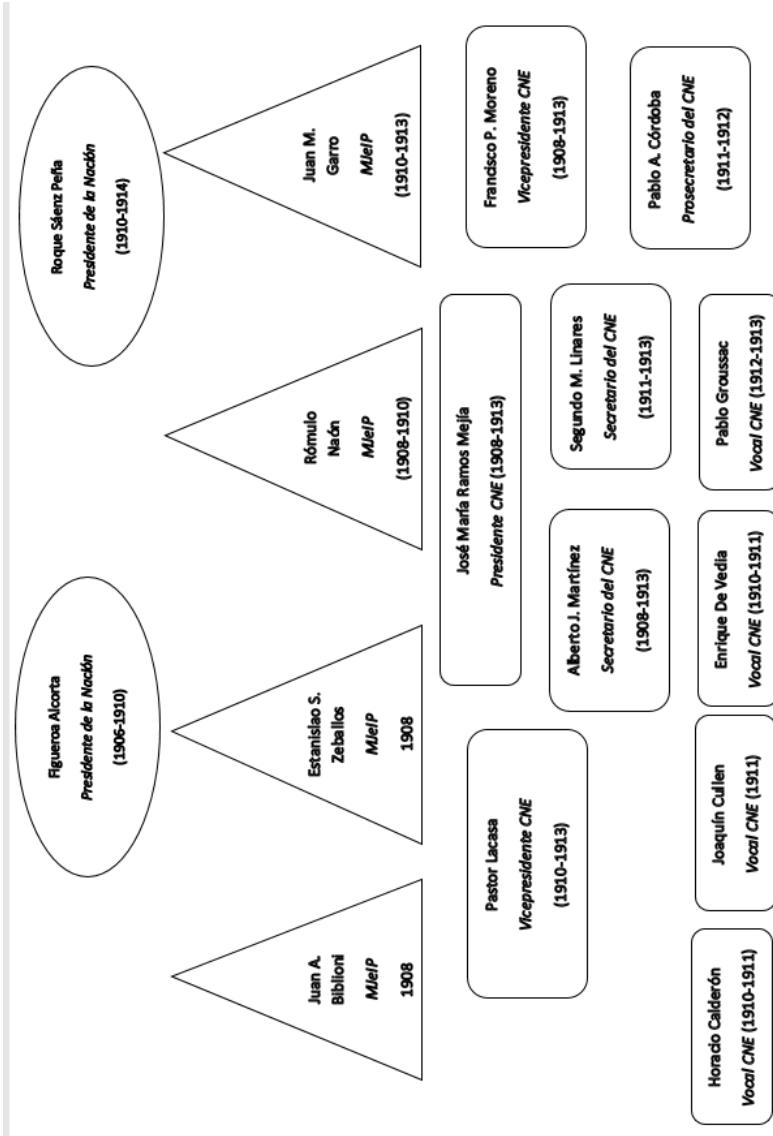 Figueroa Alcorta
Presidente de la Nación
(1906-1910)
Roque Sáenz Peña
Presidente de la Nación
(1910-1914)
Juan A.
Biblioni
MJeIP
1908
Estanislao S.
Zeballos
MJeIP
1908
Rómulo
Naón
MJeIP
(1908-1910)
Juan M.
Garro
MJeIP
(1910-1913)
José María Ramos Mejía
Presidente CNE (1908-1913)
Pastor Lacasa
Vicepresidente CNE
(1910-1913)
Francisco P. Moreno
Vicepresidente CNE
(1908-1913)
Alberto J. Martínez
Secretario del CNE
(1908-1913)
Segundo M. Linares
Secretario del CNE
(1911-1913)
Pablo A. Córdoba
Prosecretario del CNE
(1911-1912)
Horacio Calderón
Vocal CNE (1910-1911)
Joaquín Cullen
Vocal CNE (1911)
Enrique De Vedia
Vocal CNE (1910-1911)
Pablo Groussac
Vocal CNE (1912-1913)